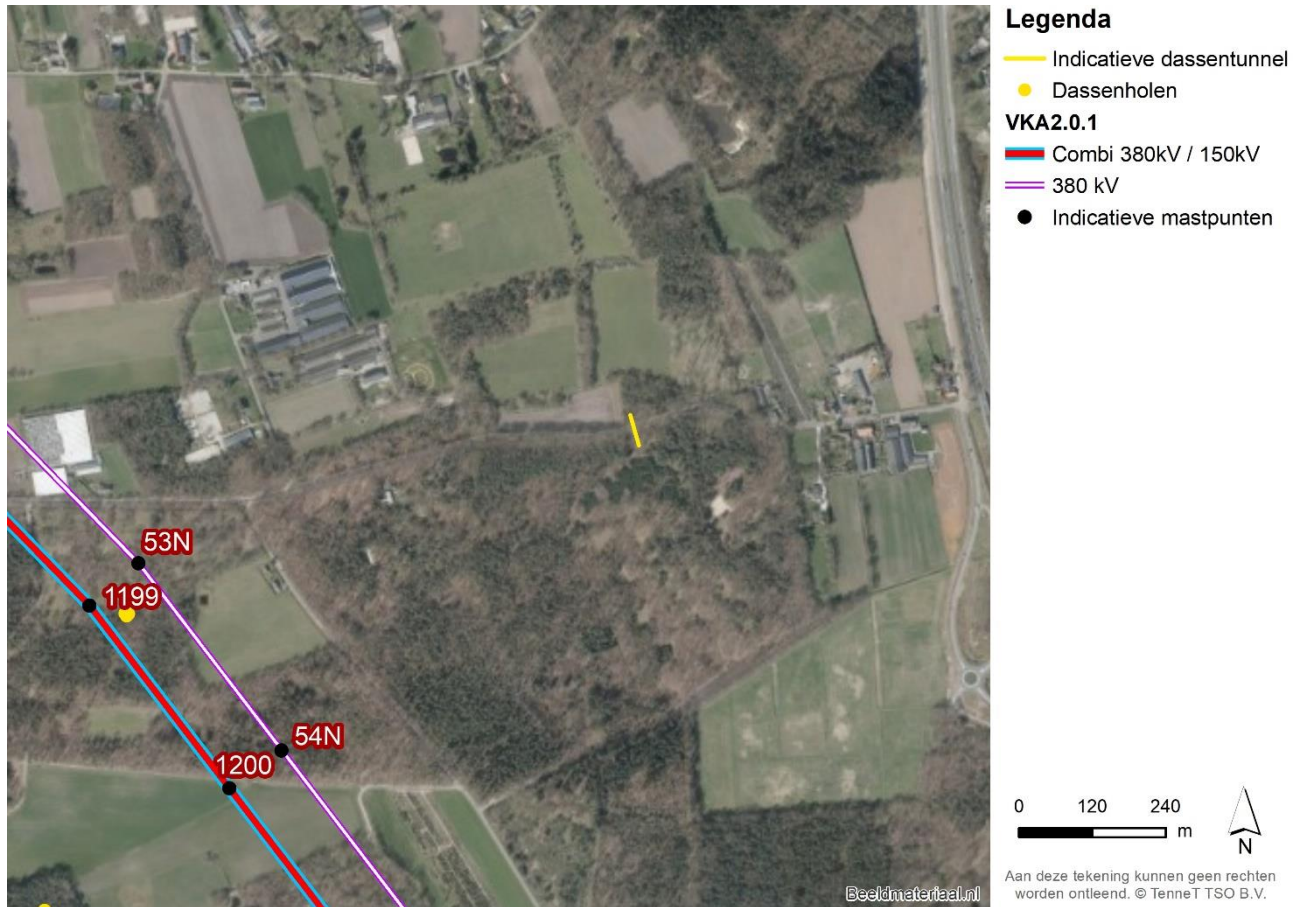 53N
1199
54N
1200
Beeldmateriaal.nl
Legenda
Indicatieve dassentunnel
Dassenholen
VKA2.0.1
Combi 380kV / 150kV
380 kV
Indicatieve mastpunten
0 120 240
m
N
Aan deze tekening kunnen geen rechten
worden ontleend. © TenneT TSO B.V.